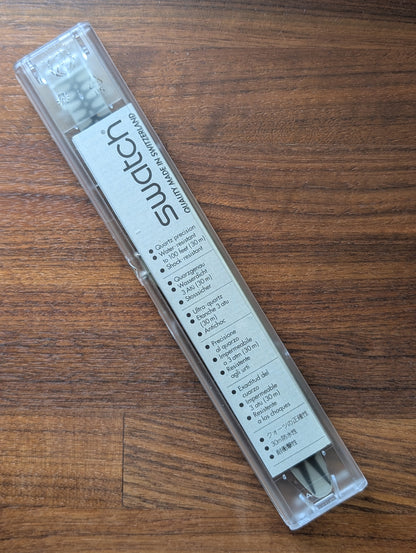 swatch®
QUALITY MADE IN SWITZERLAND
• Quartz precision
• Water-resistant
to 100 feet (30 m)
• Shock-resistant
• Quarzgenau
• Wasserdicht
3 Atü (30 m)
• Stossicher
• Ultra quartz
• Etanche 3 atu
(30 m)
• Antichoc
• Precisione
al quarzo
• Impermeabile
a 3 atm (30 m)
• Resistente
agli urti
• Exactitud del
cuarzo
• Impermeable
3 atu (30 m)
• Resistente
a los choques
• クォーツの正確性
• 30m防水性
• 耐衝撃性